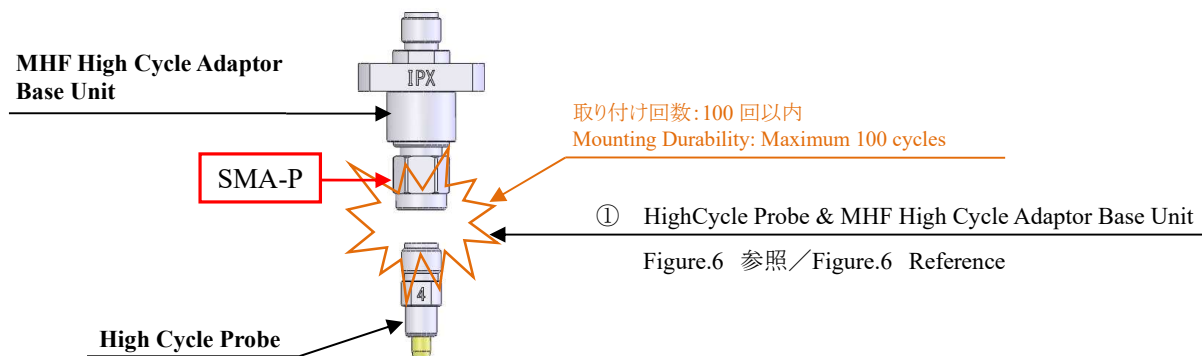 MHF High Cycle Adaptor
Base Unit
IPX
取り付け回数：100 回以内
Mounting Durability: Maximum 100 cycles
SMA-P
① HighCycle Probe & MHF High Cycle Adaptor Base Unit
Figure.6 参照／Figure.6 Reference
4
High Cycle Probe